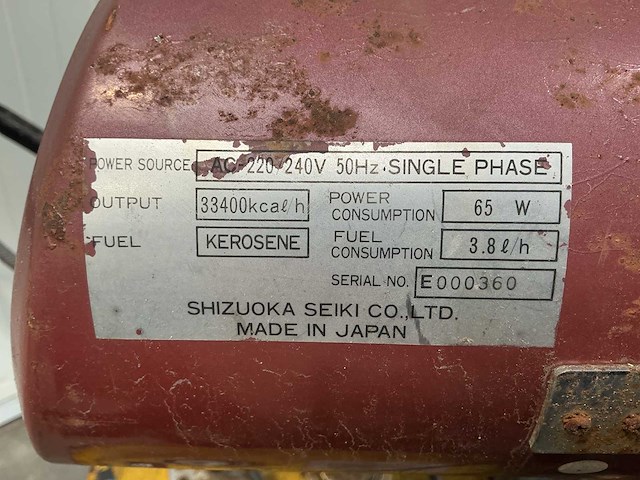 POWER SOURCE AC-220/240V 50Hz·SINGLE PHASE
OUTPUT 33400kcal/h POWER CONSUMPTION 65 W
FUEL KEROSENE FUEL CONSUMPTION 3.8ℓ/h
SERIAL NO. E000360
SHIZUOKA SEIKI CO.,LTD.
MADE IN JAPAN